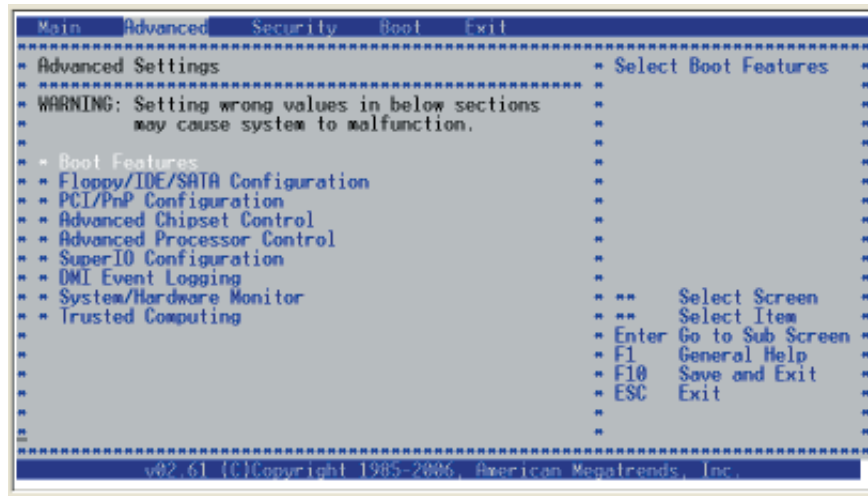 Main Advanced Security Boot Exit
Advanced Settings
WARNING: Setting wrong values in below sections
may cause system to malfunction.
Boot Features
Floppy/IDE/SATA Configuration
PCI/PnP Configuration
Advanced Chipset Control
Advanced Processor Control
SuperIO Configuration
DMI Event Logging
System/Hardware Monitor
Trusted Computing
Select Boot Features
** Select Screen
** Select Item
Enter Go to Sub Screen
F1 General Help
F10 Save and Exit
ESC Exit
v02.61 (C)Copyright 1985-2006, American Megatrends, Inc.